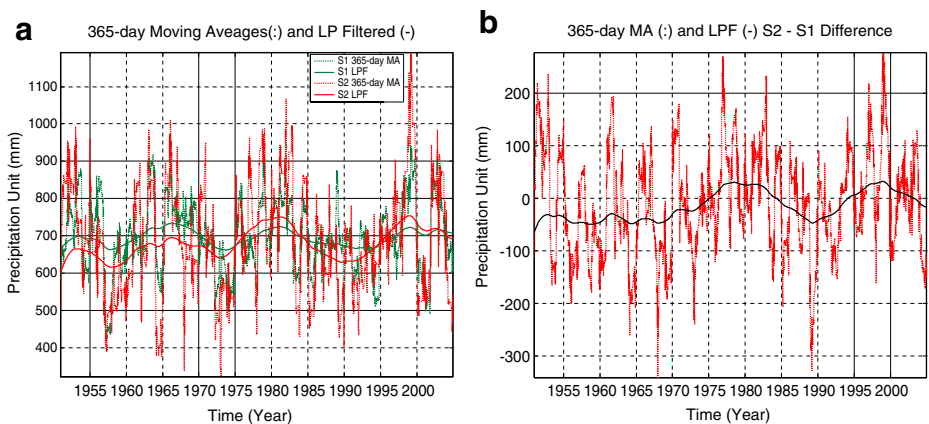 a
365-day Moving Aveages(:) and LP Filtered (-)
S1 365-day MA
S1 LPF
S2 365-day MA
S2 LPF
Precipitation Unit (mm)
1100
1000
900
800
700
600
500
400
1955 1960 1965 1970 1975 1980 1985 1990 1995 2000
Time (Year)
b
365-day MA (:) and LPF (-) S2 - S1 Difference
Precipitation Unit (mm)
200
100
0
-100
-200
-300
1955 1960 1965 1970 1975 1980 1985 1990 1995 2000
Time (Year)